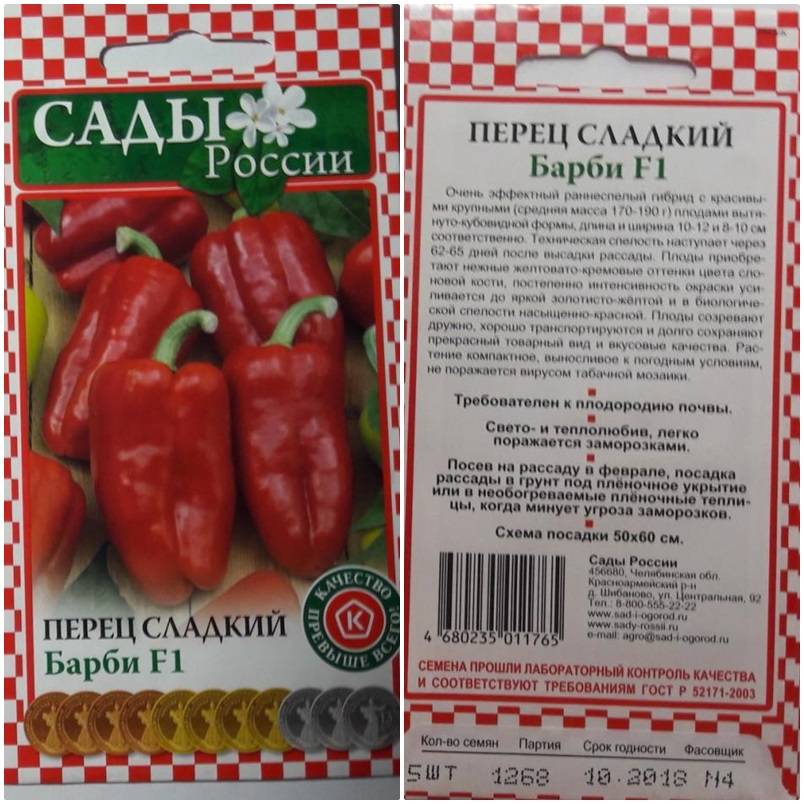 САДЫ
России
КАЧЕСТВО
ПРЕВЫШЕ ВСЕГО!
К
ПЕРЕЦ СЛАДКИЙ
Барби F1
ПЕРЕЦ СЛАДКИЙ
Барби F1
Очень эффектный раннеспелый гибрид с красивы-
ми крупными (средняя масса 170-190 г) плодами вытя-
нуто-кубовидной формы, длина и ширина 10-12 и 8-10 см
соответственно. Техническая спелость наступает через
62-65 дней после высадки рассады. Плоды приобре-
тают нежные желтовато-кремовые оттенки цвета сло-
новой кости, постепенно интенсивность окраски уси-
ливается до яркой золотисто-жёлтой и в биологиче-
ской спелости насыщенно-красной. Плоды созревают
дружно, хорошо транспортируются и долго сохраняют
прекрасный товарный вид и вкусовые качества. Рас-
тение компактное, выносливое к погодным условиям,
не поражается вирусом табачной мозаики.
Требователен к плодородию почвы.
Свето- и теплолюбив, легко
поражается заморозками.
Посев на рассаду в феврале, посадка
рассады в грунт под плёночное укрытие
или в необогреваемые плёночные тепли-
цы, когда минует угроза заморозков.
Схема посадки 50х60 см.
Сады России
456680, Челябинская обл.
Красноармейский р-н
д. Шибаново, ул. Центральная, 92
Тел.: 8-800-555-22-22
www.sad-i-ogorod.ru
www.sady-rossii.ru
e-mail: agro@sad-i-ogorod.ru
4 680235 011765
СЕМЕНА ПРОШЛИ ЛАБОРАТОРНЫЙ КОНТРОЛЬ КАЧЕСТВА
И СООТВЕТСТВУЮТ ТРЕБОВАНИЯМ ГОСТ Р 52171-2003
Кол-во семян Партия Срок годности Фасовщик
5ШТ 1268 10.2018 М4